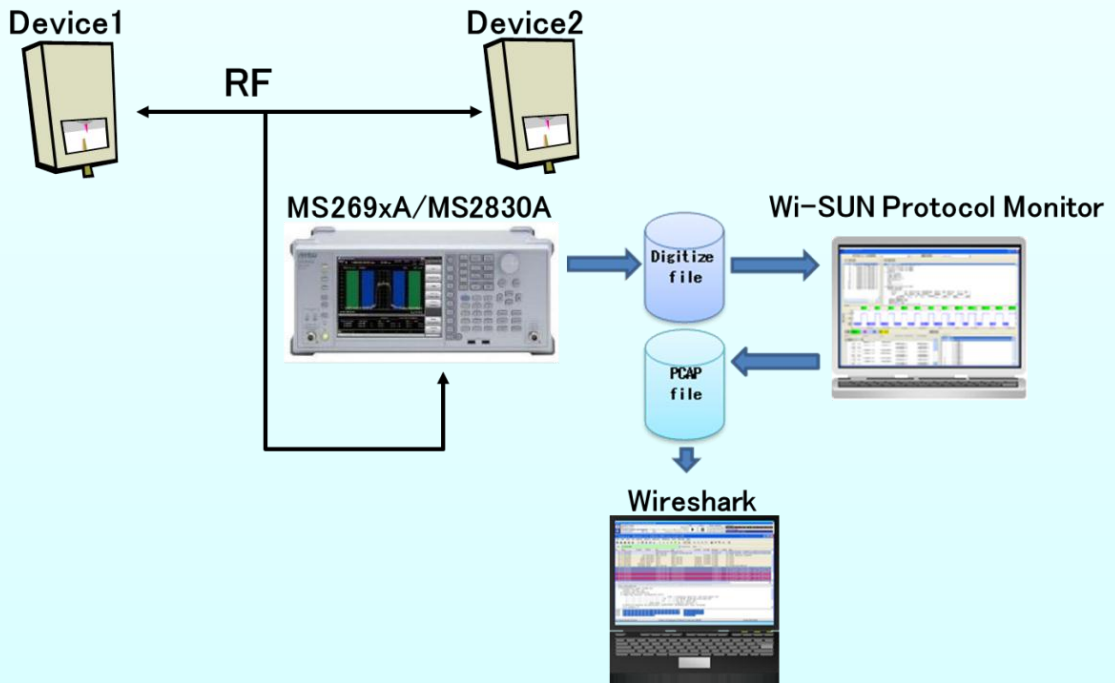 Device1
Device2
RF
MS269xA/MS2830A
Wi-SUN Protocol Monitor
Digitize
file
PCAP
file
Wireshark